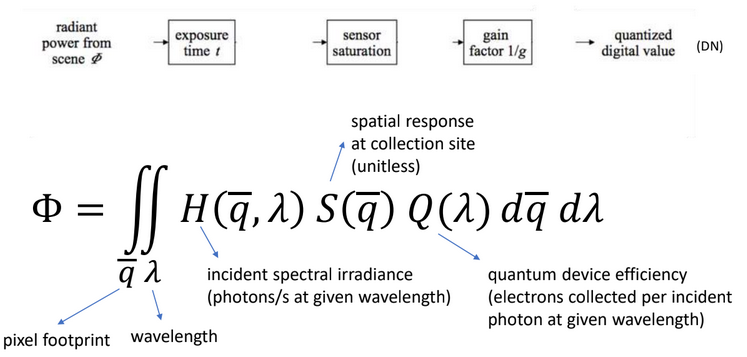 radiant
power from
scene Φ
exposure
time t
sensor
saturation
gain
factor 1/g
quantized
digital value
(DN)
spatial response
at collection site
(unitless)
Φ = ∬ H(q̅, λ) S(q̅) Q(λ) dq̅ dλ
q̅ λ
incident spectral irradiance
(photons/s at given wavelength)
quantum device efficiency
(electrons collected per incident
photon at given wavelength)
pixel footprint
wavelength